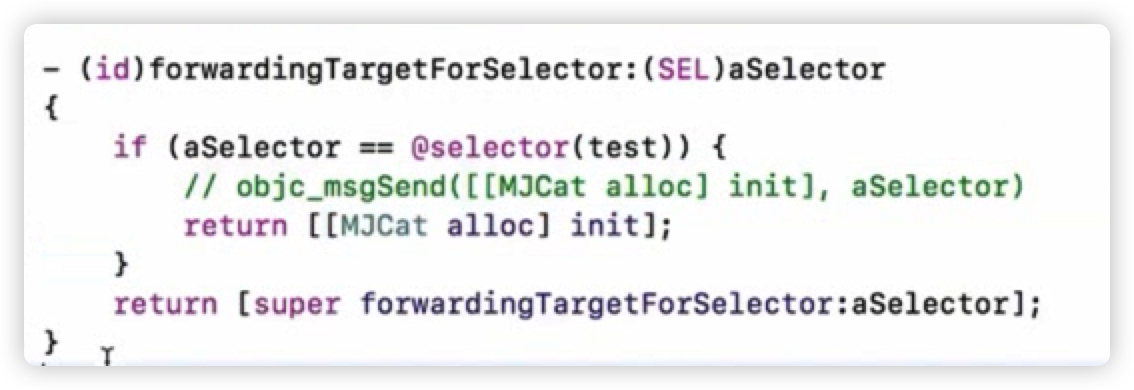 - (id)forwardingTargetForSelector:(SEL)aSelector
{
    if (aSelector == @selector(test)) {
        // objc_msgSend([[MJCat alloc] init], aSelector)
        return [[MJCat alloc] init];
    }
    return [super forwardingTargetForSelector:aSelector];
}